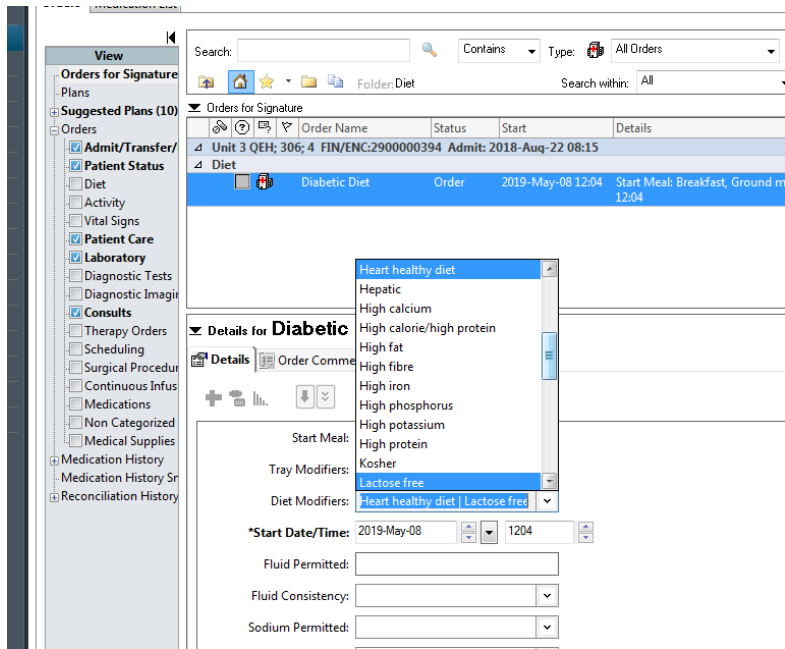 Medication List
View
Orders for Signature
Plans
Suggested Plans (10)
Orders
Admit/Transfer/
Patient Status
Diet
Activity
Vital Signs
Patient Care
Laboratory
Diagnostic Tests
Diagnostic Imagin
Consults
Therapy Orders
Scheduling
Surgical Procedur
Continuous Infus
Medications
Non Categorized
Medical Supplies
Medication History
Medication History Sn
Reconciliation History
Search: Contains Type: All Orders
Folder: Diet Search within: All
Orders for Signature
Order Name Status Start Details
Unit 3 QEH; 306; 4 FIN/ENC:2900000394 Admit: 2018-Aug-22 08:15
Diet
Diabetic Diet Order 2019-May-08 12:04 Start Meal: Breakfast, Ground m
12:04
Heart healthy diet
Hepatic
High calcium
High calorie/high protein
High fat
High fibre
High iron
High phosphorus
High potassium
High protein
Kosher
Lactose free
Details for Diabetic
Details Order Comme
Start Meal:
Tray Modifiers:
Diet Modifiers: Heart healthy diet | Lactose free
*Start Date/Time: 2019-May-08 1204
Fluid Permitted:
Fluid Consistency:
Sodium Permitted: